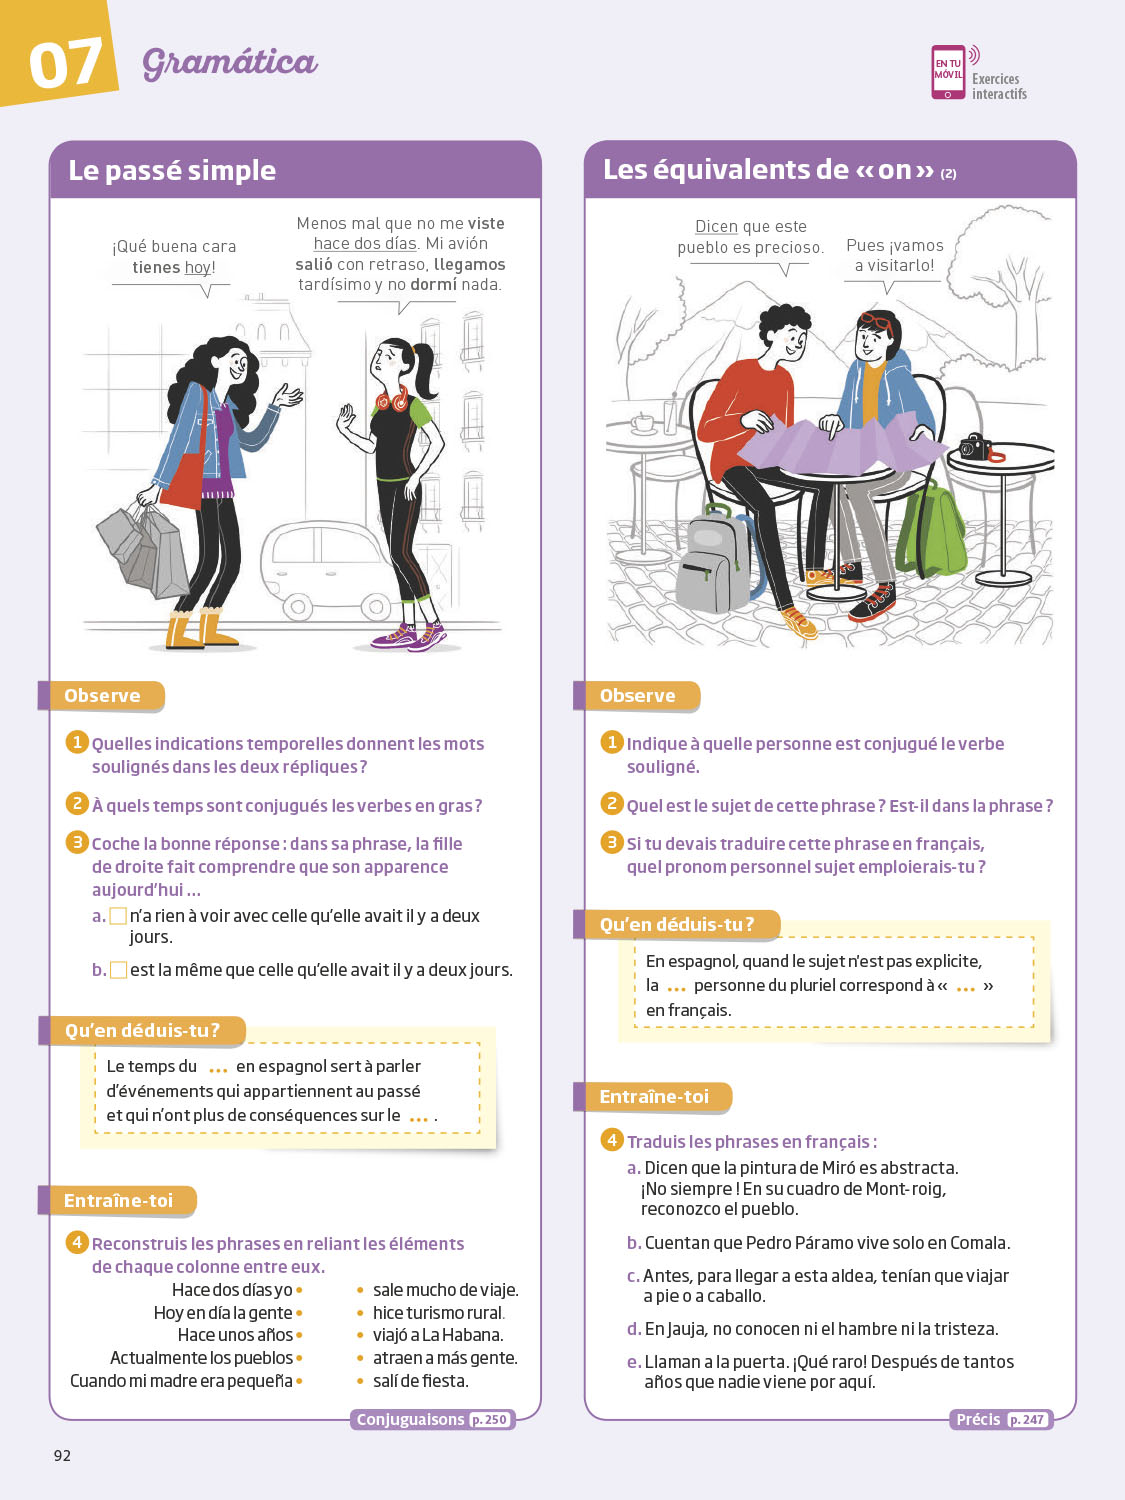 07
Gramática
EN TU
MÓVIL
Exercices
interactifs
Le passé simple
¡Qué buena cara
tienes hoy!
Menos mal que no me viste
hace dos días. Mi avión
salió con retraso, llegamos
tardísimo y no dormí nada.
Observe
1 Quelles indications temporelles donnent les mots
soulignés dans les deux répliques ?
2 À quels temps sont conjugués les verbes en gras ?
3 Coche la bonne réponse : dans sa phrase, la fille
de droite fait comprendre que son apparence
aujourd'hui ...
a. n'a rien à voir avec celle qu'elle avait il y a deux
jours.
b. est la même que celle qu'elle avait il y a deux jours.
Qu'en déduis-tu ?
Le temps du ... en espagnol sert à parler
d'événements qui appartiennent au passé
et qui n'ont plus de conséquences sur le ... .
Entraîne-toi
4 Reconstruis les phrases en reliant les éléments
de chaque colonne entre eux.
Hace dos días yo • • sale mucho de viaje.
Hoy en día la gente • • hice turismo rural.
Hace unos años • • viajó a La Habana.
Actualmente los pueblos • • atraen a más gente.
Cuando mi madre era pequeña • • salí de fiesta.
Conjuguaisons p. 250
Les équivalents de « on » (2)
Dicen que este
pueblo es precioso.
Pues ¡vamos
a visitarlo!
Observe
1 Indique à quelle personne est conjugué le verbe
souligné.
2 Quel est le sujet de cette phrase ? Est-il dans la phrase ?
3 Si tu devais traduire cette phrase en français,
quel pronom personnel sujet emploierais-tu ?
Qu'en déduis-tu ?
En espagnol, quand le sujet n'est pas explicite,
la ... personne du pluriel correspond à « ... »
en français.
Entraîne-toi
4 Traduis les phrases en français :
a. Dicen que la pintura de Miró es abstracta.
¡No siempre ! En su cuadro de Mont-roig,
reconozco el pueblo.
b. Cuentan que Pedro Páramo vive solo en Comala.
c. Antes, para llegar a esta aldea, tenían que viajar
a pie o a caballo.
d. En Jauja, no conocen ni el hambre ni la tristeza.
e. Llaman a la puerta. ¡Qué raro! Después de tantos
años que nadie viene por aquí.
Précis p. 247
92